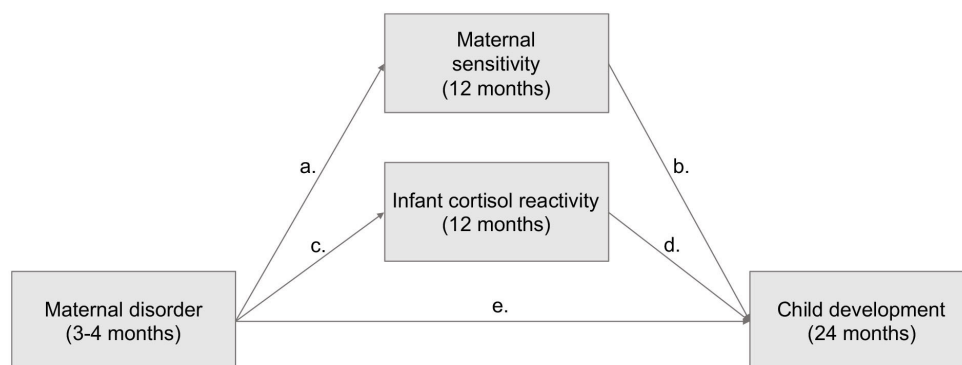 Maternal
sensitivity
(12 months)
a.
b.
Infant cortisol reactivity
(12 months)
c.
d.
Maternal disorder
(3-4 months)
e.
Child development
(24 months)